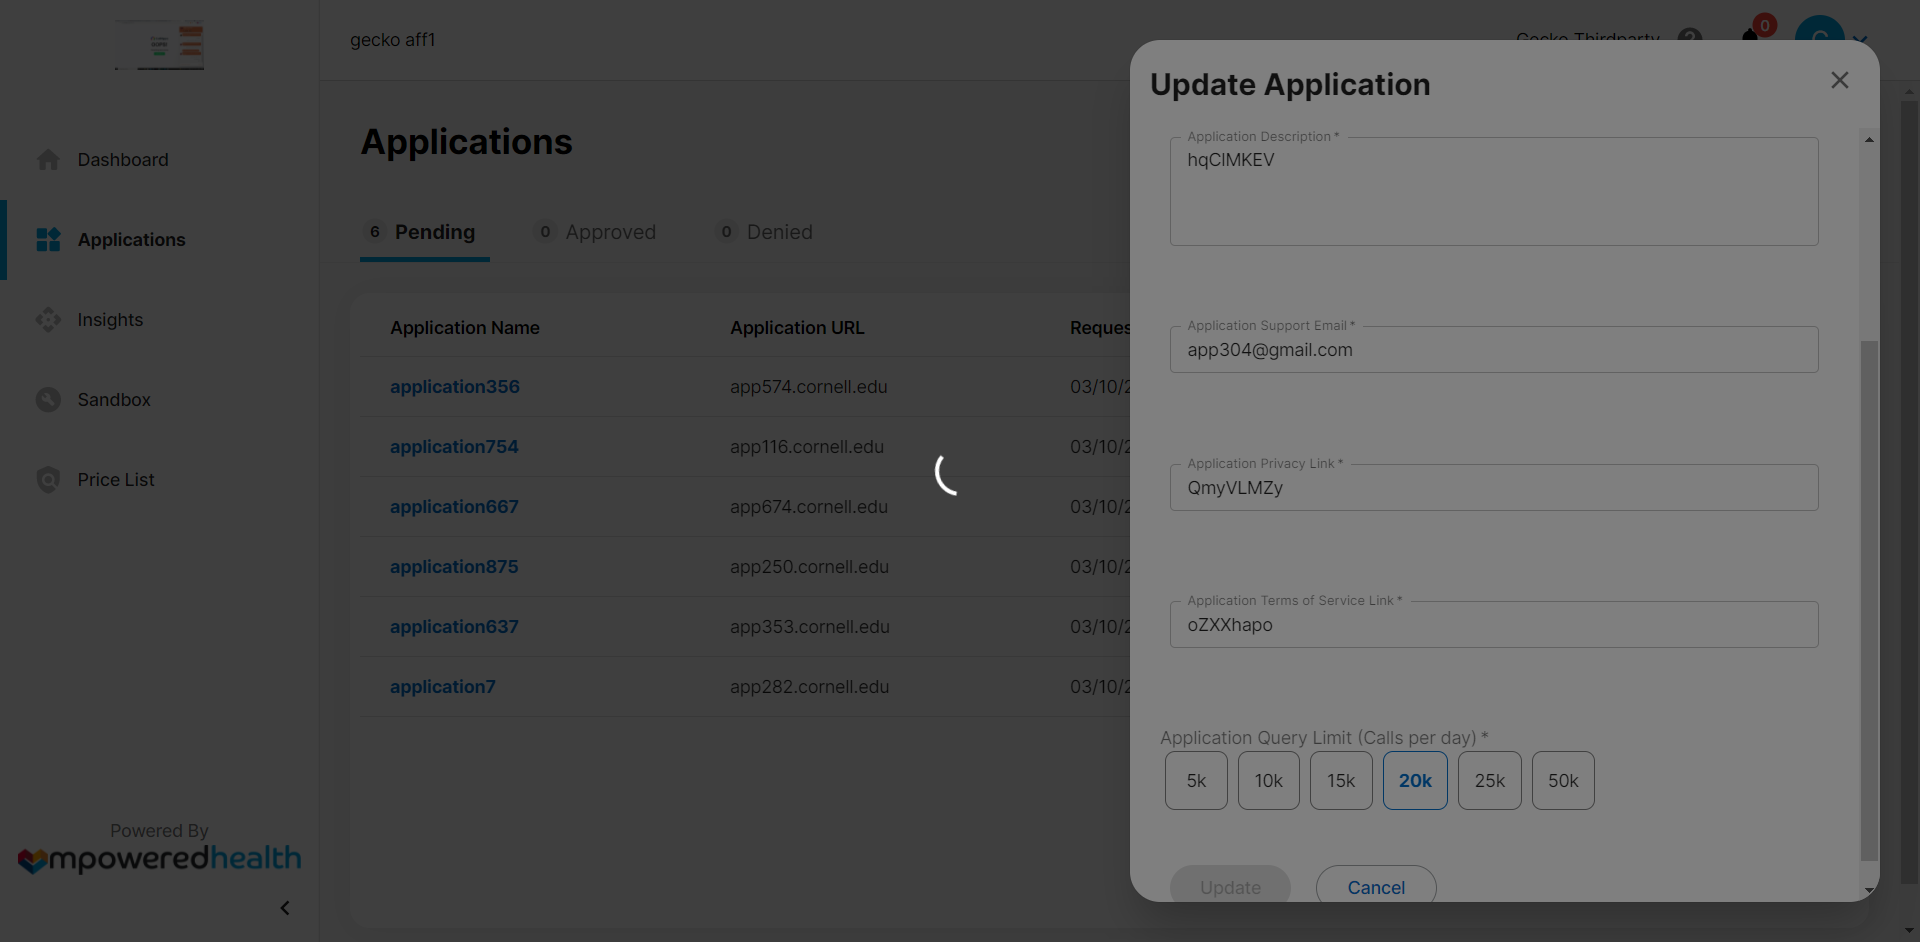 gecko aff1
Gecko Thirdparty
0
Dashboard
Applications
Insights
Sandbox
Price List
Powered By
mpoweredhealth
Applications
6 Pending
0 Approved
0 Denied
Application Name Application URL
application356 app574.cornell.edu 03/10/2
application754 app116.cornell.edu 03/10/2
application667 app674.cornell.edu 03/10/2
application875 app250.cornell.edu 03/10/2
application637 app353.cornell.edu 03/10/2
application7 app282.cornell.edu 03/10/2
Update Application
Application Description *
hqClMKEV
Application Support Email *
app304@gmail.com
Application Privacy Link *
QmyVLMZy
Application Terms of Service Link *
oZXXhapo
Application Query Limit (Calls per day) *
5k 10k 15k 20k 25k 50k
Update Cancel